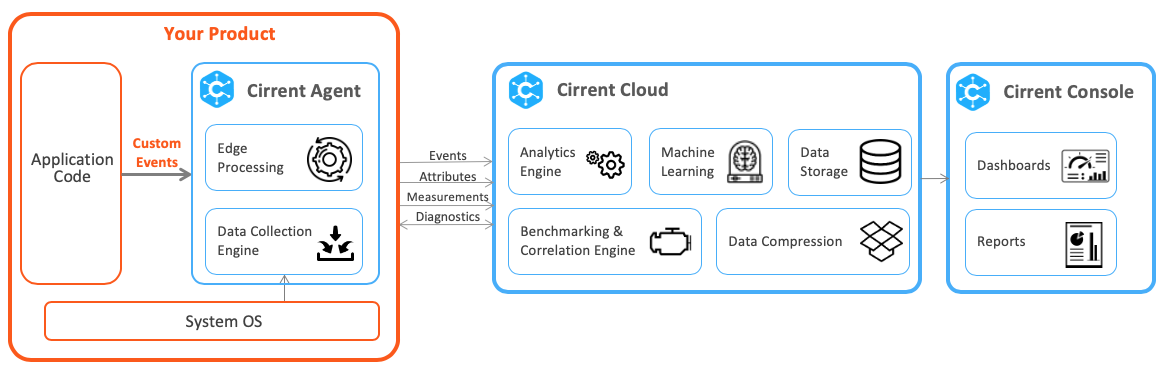 Your Product
Application
Code
Custom
Events
Cirrent Agent
Edge
Processing
Data Collection
Engine
System OS
Events
Attributes
Measurements
Diagnostics
Cirrent Cloud
Analytics
Engine
Machine
Learning
Data
Storage
Benchmarking &
Correlation Engine
Data Compression
Cirrent Console
Dashboards
Reports